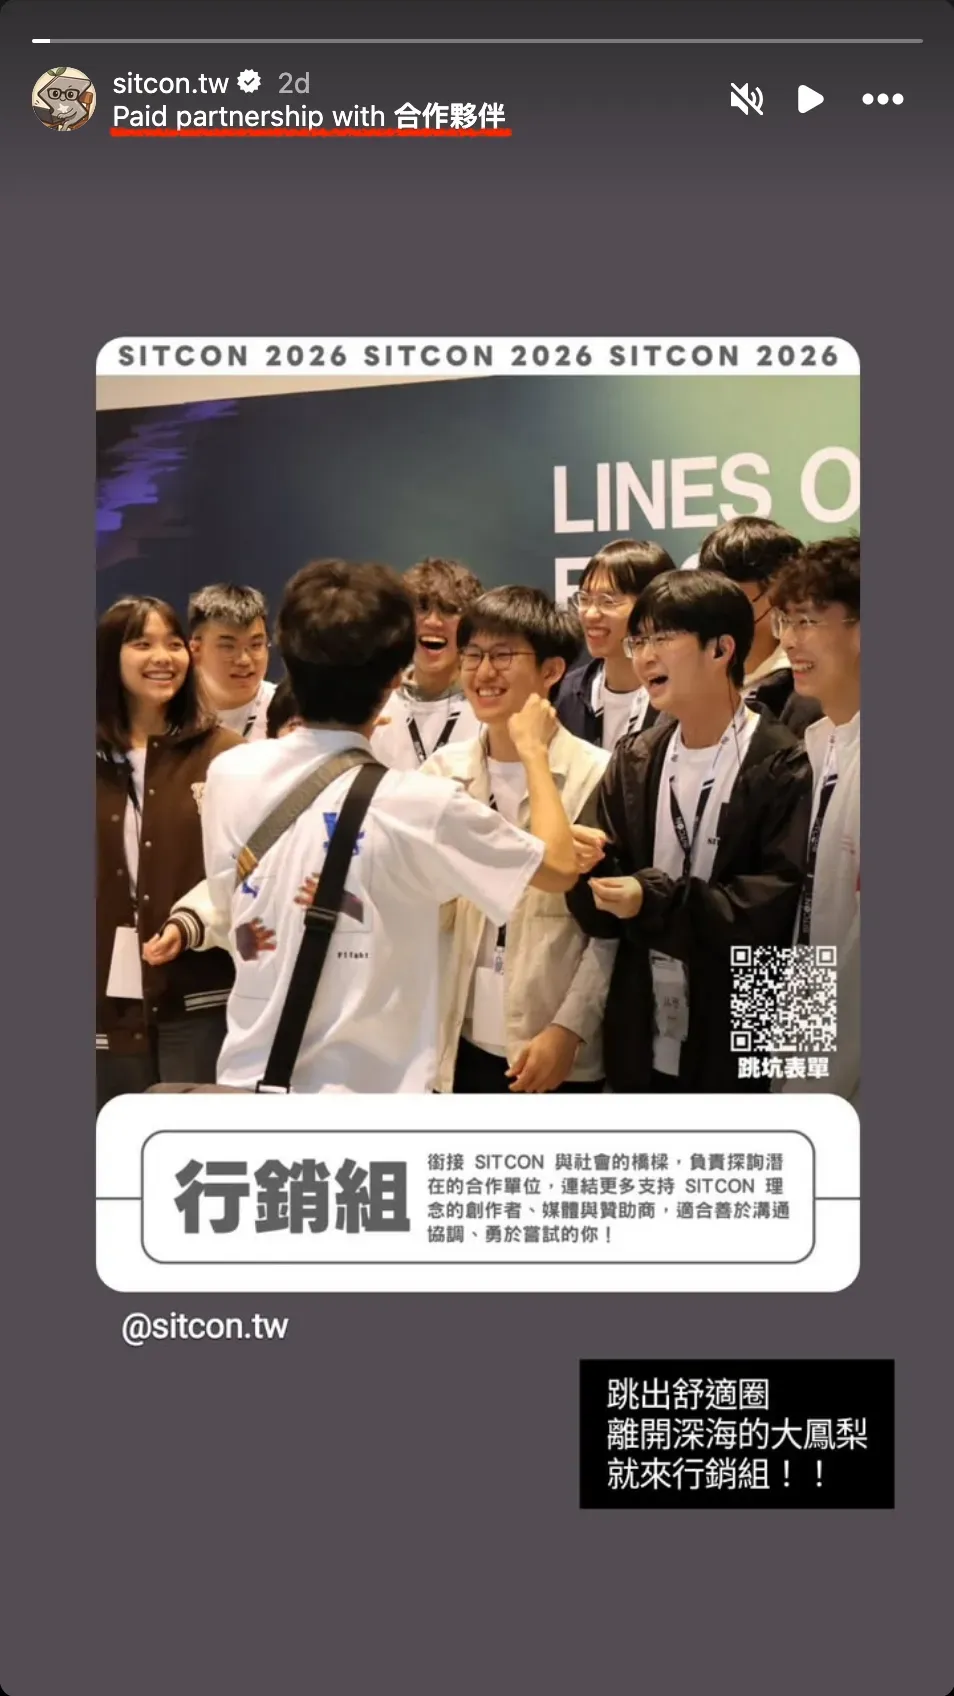 sitcon.tw 2d
Paid partnership with 合作夥伴
SITCON 2026 SITCON 2026 SITCON 2026
LINES O
Flight
跳坑表單
行銷組
銜接 SITCON 與社會的橋樑，負責探詢潛
在的合作單位，連結更多支持 SITCON 理
念的創作者、媒體與贊助商，適合善於溝通
協調、勇於嘗試的你！
@sitcon.tw
跳出舒適圈
離開深海的大鳳梨
就來行銷組！！